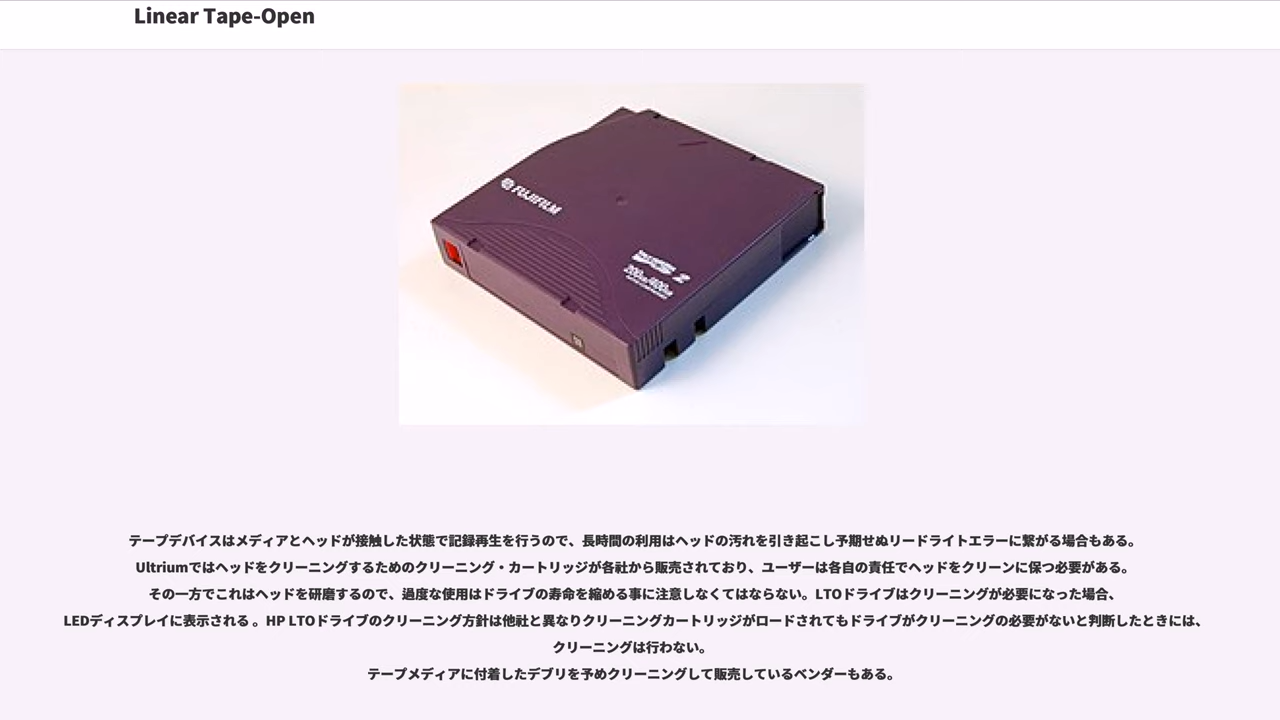 Linear Tape-Open
FUJIFILM
2
200GB/400GB
テープデバイスはメディアとヘッドが接触した状態で記録再生を行うので、長時間の利用はヘッドの汚れを引き起こし予期せぬリードライトエラーに繋がる場合もある。
Ultriumではヘッドをクリーニングするためのクリーニング・カートリッジが各社から販売されており、ユーザーは各自の責任でヘッドをクリーンに保つ必要がある。
その一方でこれはヘッドを研磨するので、過度な使用はドライブの寿命を縮める事に注意しなくてはならない。LTOドライブはクリーニングが必要になった場合、
LEDディスプレイに表示される 。HP LTOドライブのクリーニング方針は他社と異なりクリーニングカートリッジがロードされてもドライブがクリーニングの必要がないと判断したときには、
クリーニングは行わない。
テープメディアに付着したデブリを予めクリーニングして販売しているベンダーもある。